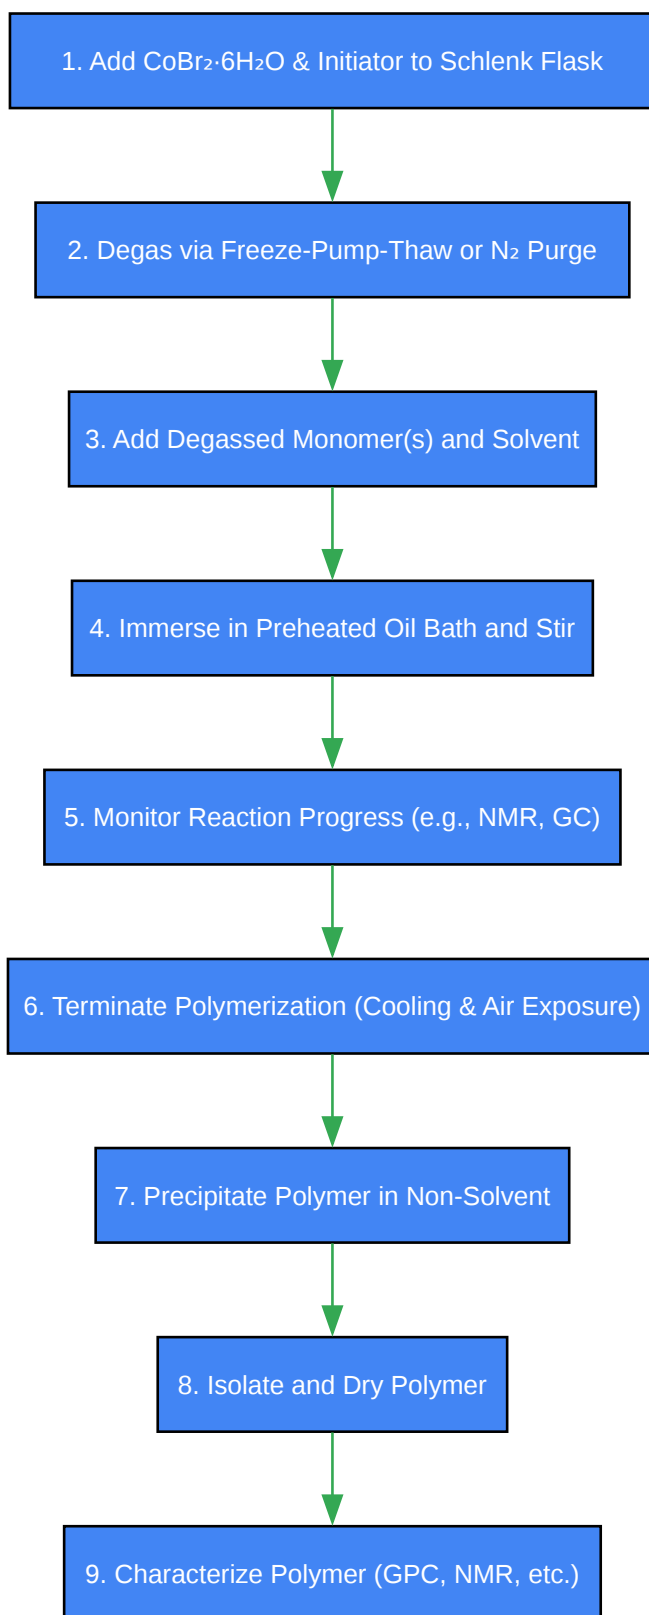 1. Add CoBr₂·6H₂O & Initiator to Schlenk Flask
2. Degas via Freeze-Pump-Thaw or N₂ Purge
3. Add Degassed Monomer(s) and Solvent
4. Immerse in Preheated Oil Bath and Stir
5. Monitor Reaction Progress (e.g., NMR, GC)
6. Terminate Polymerization (Cooling & Air Exposure)
7. Precipitate Polymer in Non-Solvent
8. Isolate and Dry Polymer
9. Characterize Polymer (GPC, NMR, etc.)